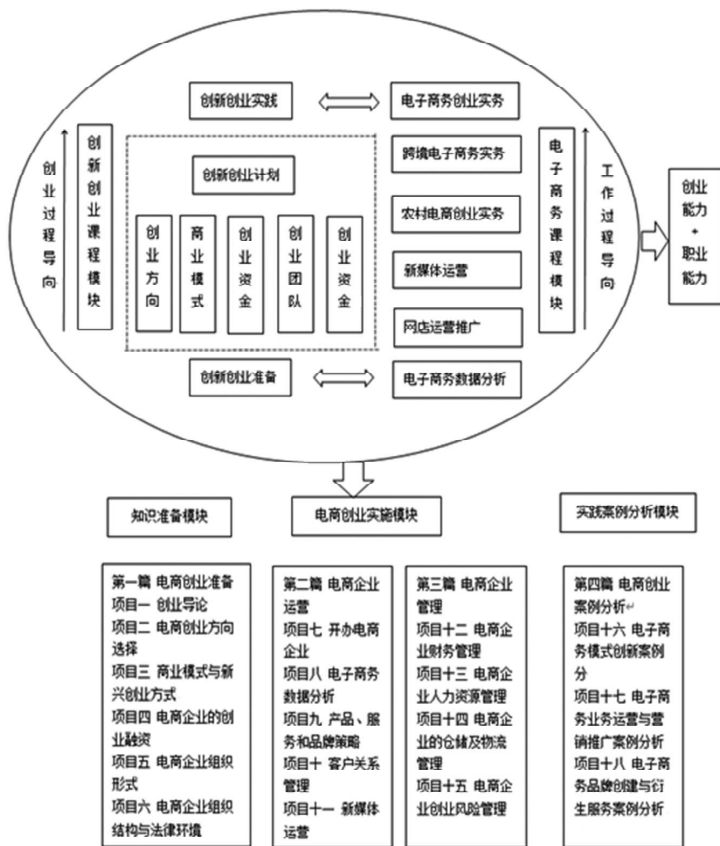 创新创业实践
电子商务创业实务
创业过程导向
创新创业课程模块
创新创业计划
创业方向
商业模式
创业资金
创业团队
创业资金
跨境电子商务实务
农村电商创业实务
新媒体运营
网店运营推广
电子商务课程模块
工作过程导向
创业
能力
+
职业
能力
创新创业准备
电子商务数据分析
知识准备模块
电商创业实施模块
实践案例分析模块
第一篇 电商创业准备
项目一 创业导论
项目二 电商创业方向
选择
项目三 商业模式与新
兴创业方式
项目四 电商企业的创
业融资
项目五 电商企业组织
形式
项目六 电商企业组织
结构与法律环境
第二篇 电商企业
运营
项目七 开办电商
企业
项目八 电子商务
数据分析
项目九 产品、服
务和品牌策略
项目十 客户关系
管理
项目十一 新媒体
运营
第三篇 电商企业
管理
项目十二 电商企
业财务管理
项目十三 电商企
业人力资源管理
项目十四 电商企业
的仓储及物流
管理
项目十五 电商企
业创业风险管理
第四篇 电商创业
案例分析
项目十六 电子商
务模式创新案例
分
项目十七 电子商
务业务运营与营
销推广案例分析
项目十八 电子商
务品牌创建与衍
生服务案例分析